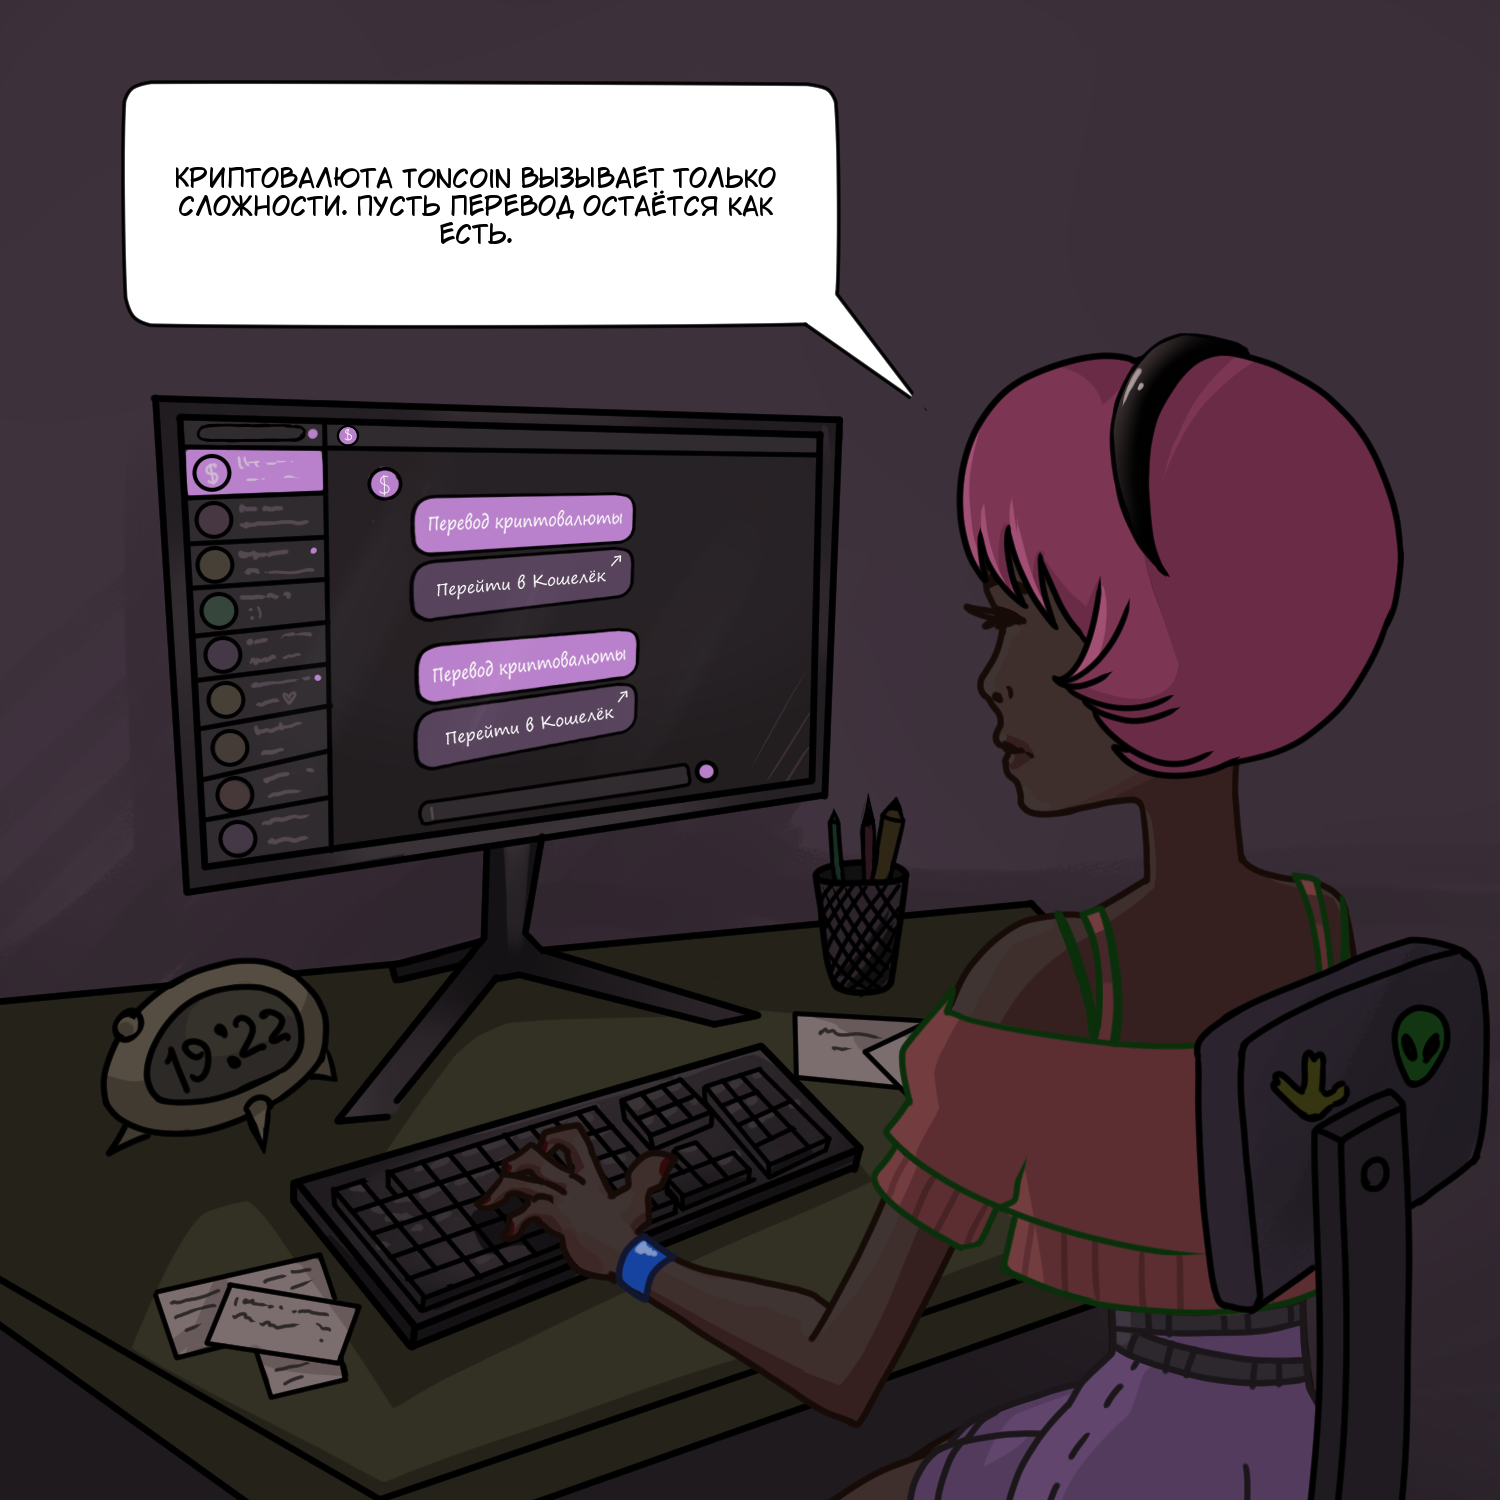 КРИПТОВАЛЮТА TONCOIN ВЫЗЫВАЕТ ТОЛЬКО
СЛОЖНОСТИ. ПУСТЬ ПЕРЕВОД ОСТАЁТСЯ КАК
ЕСТЬ.
$
$
$
Перевод криптовалюты
Перейти в Кошелёк
:)
Перевод криптовалюты
Перейти в Кошелёк
19:22